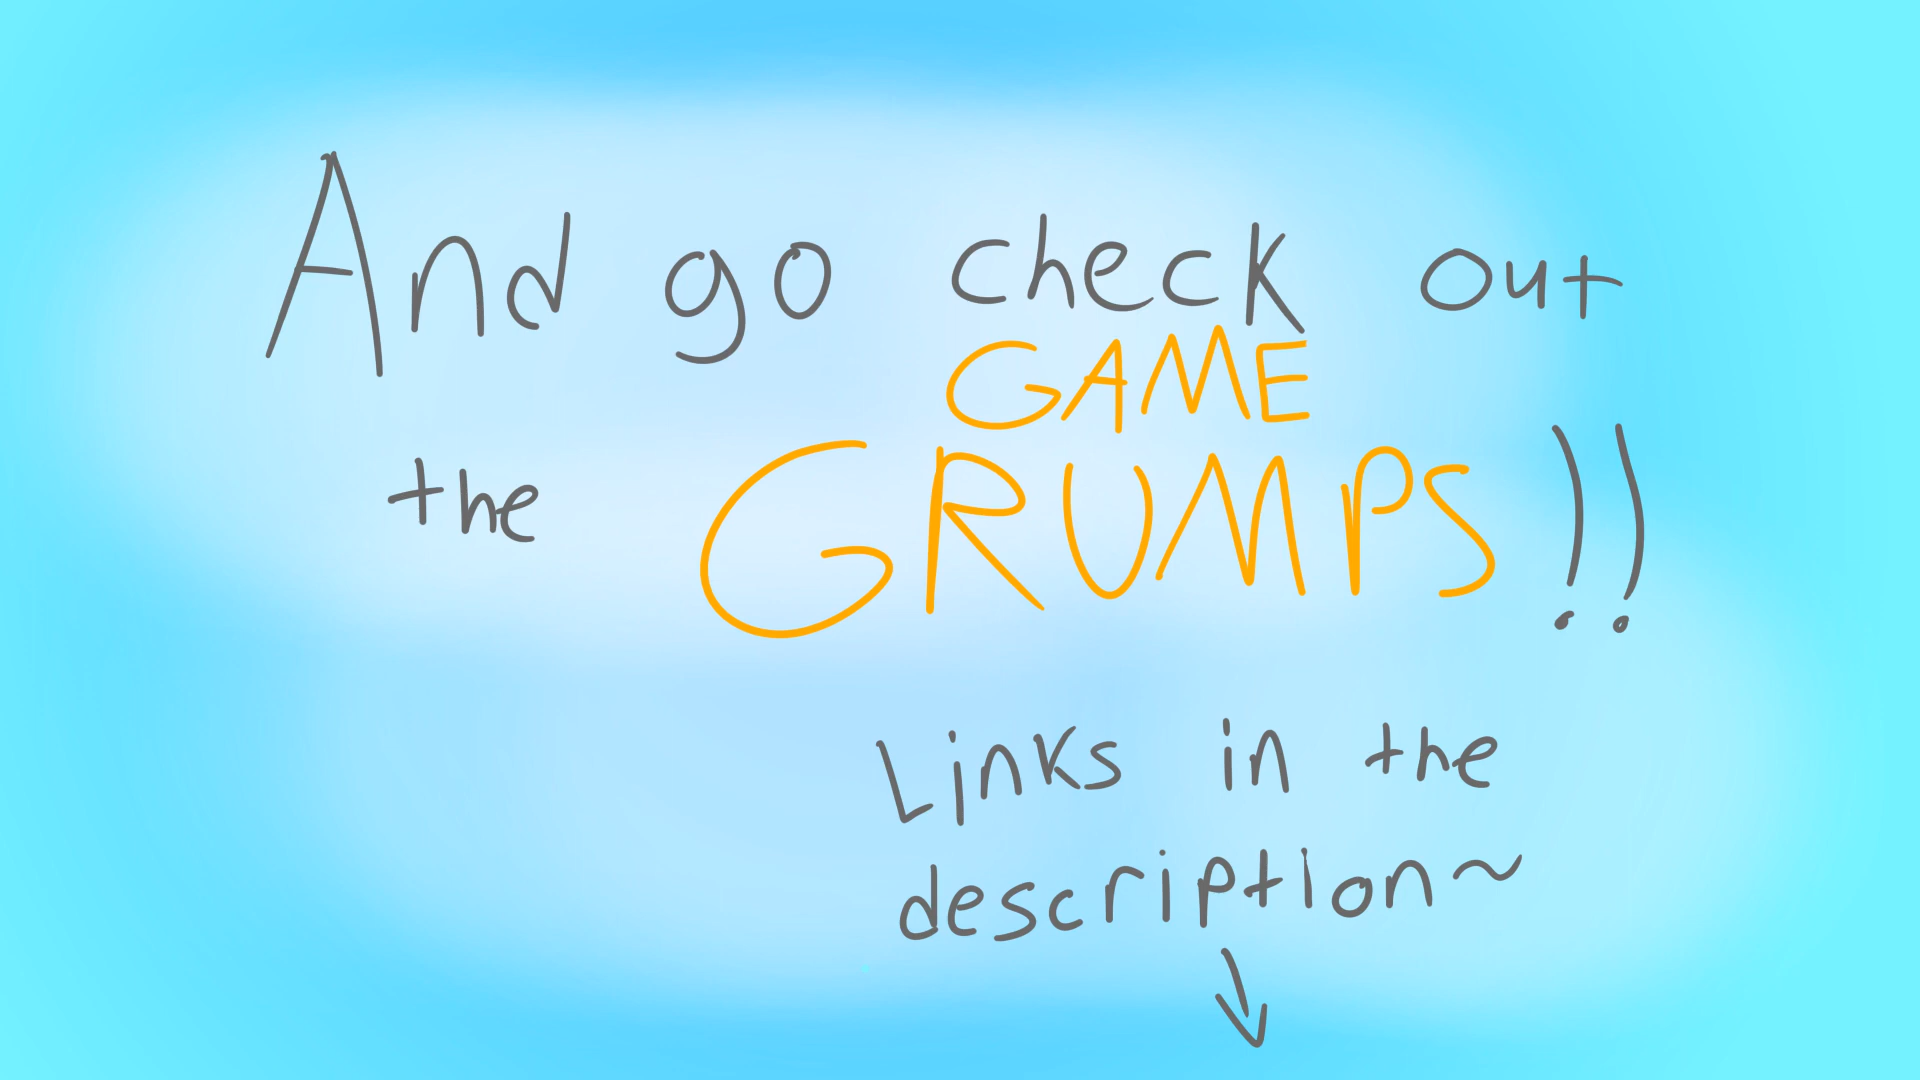 And go check out
the GAME GRUMPS!!
Links in the
description~